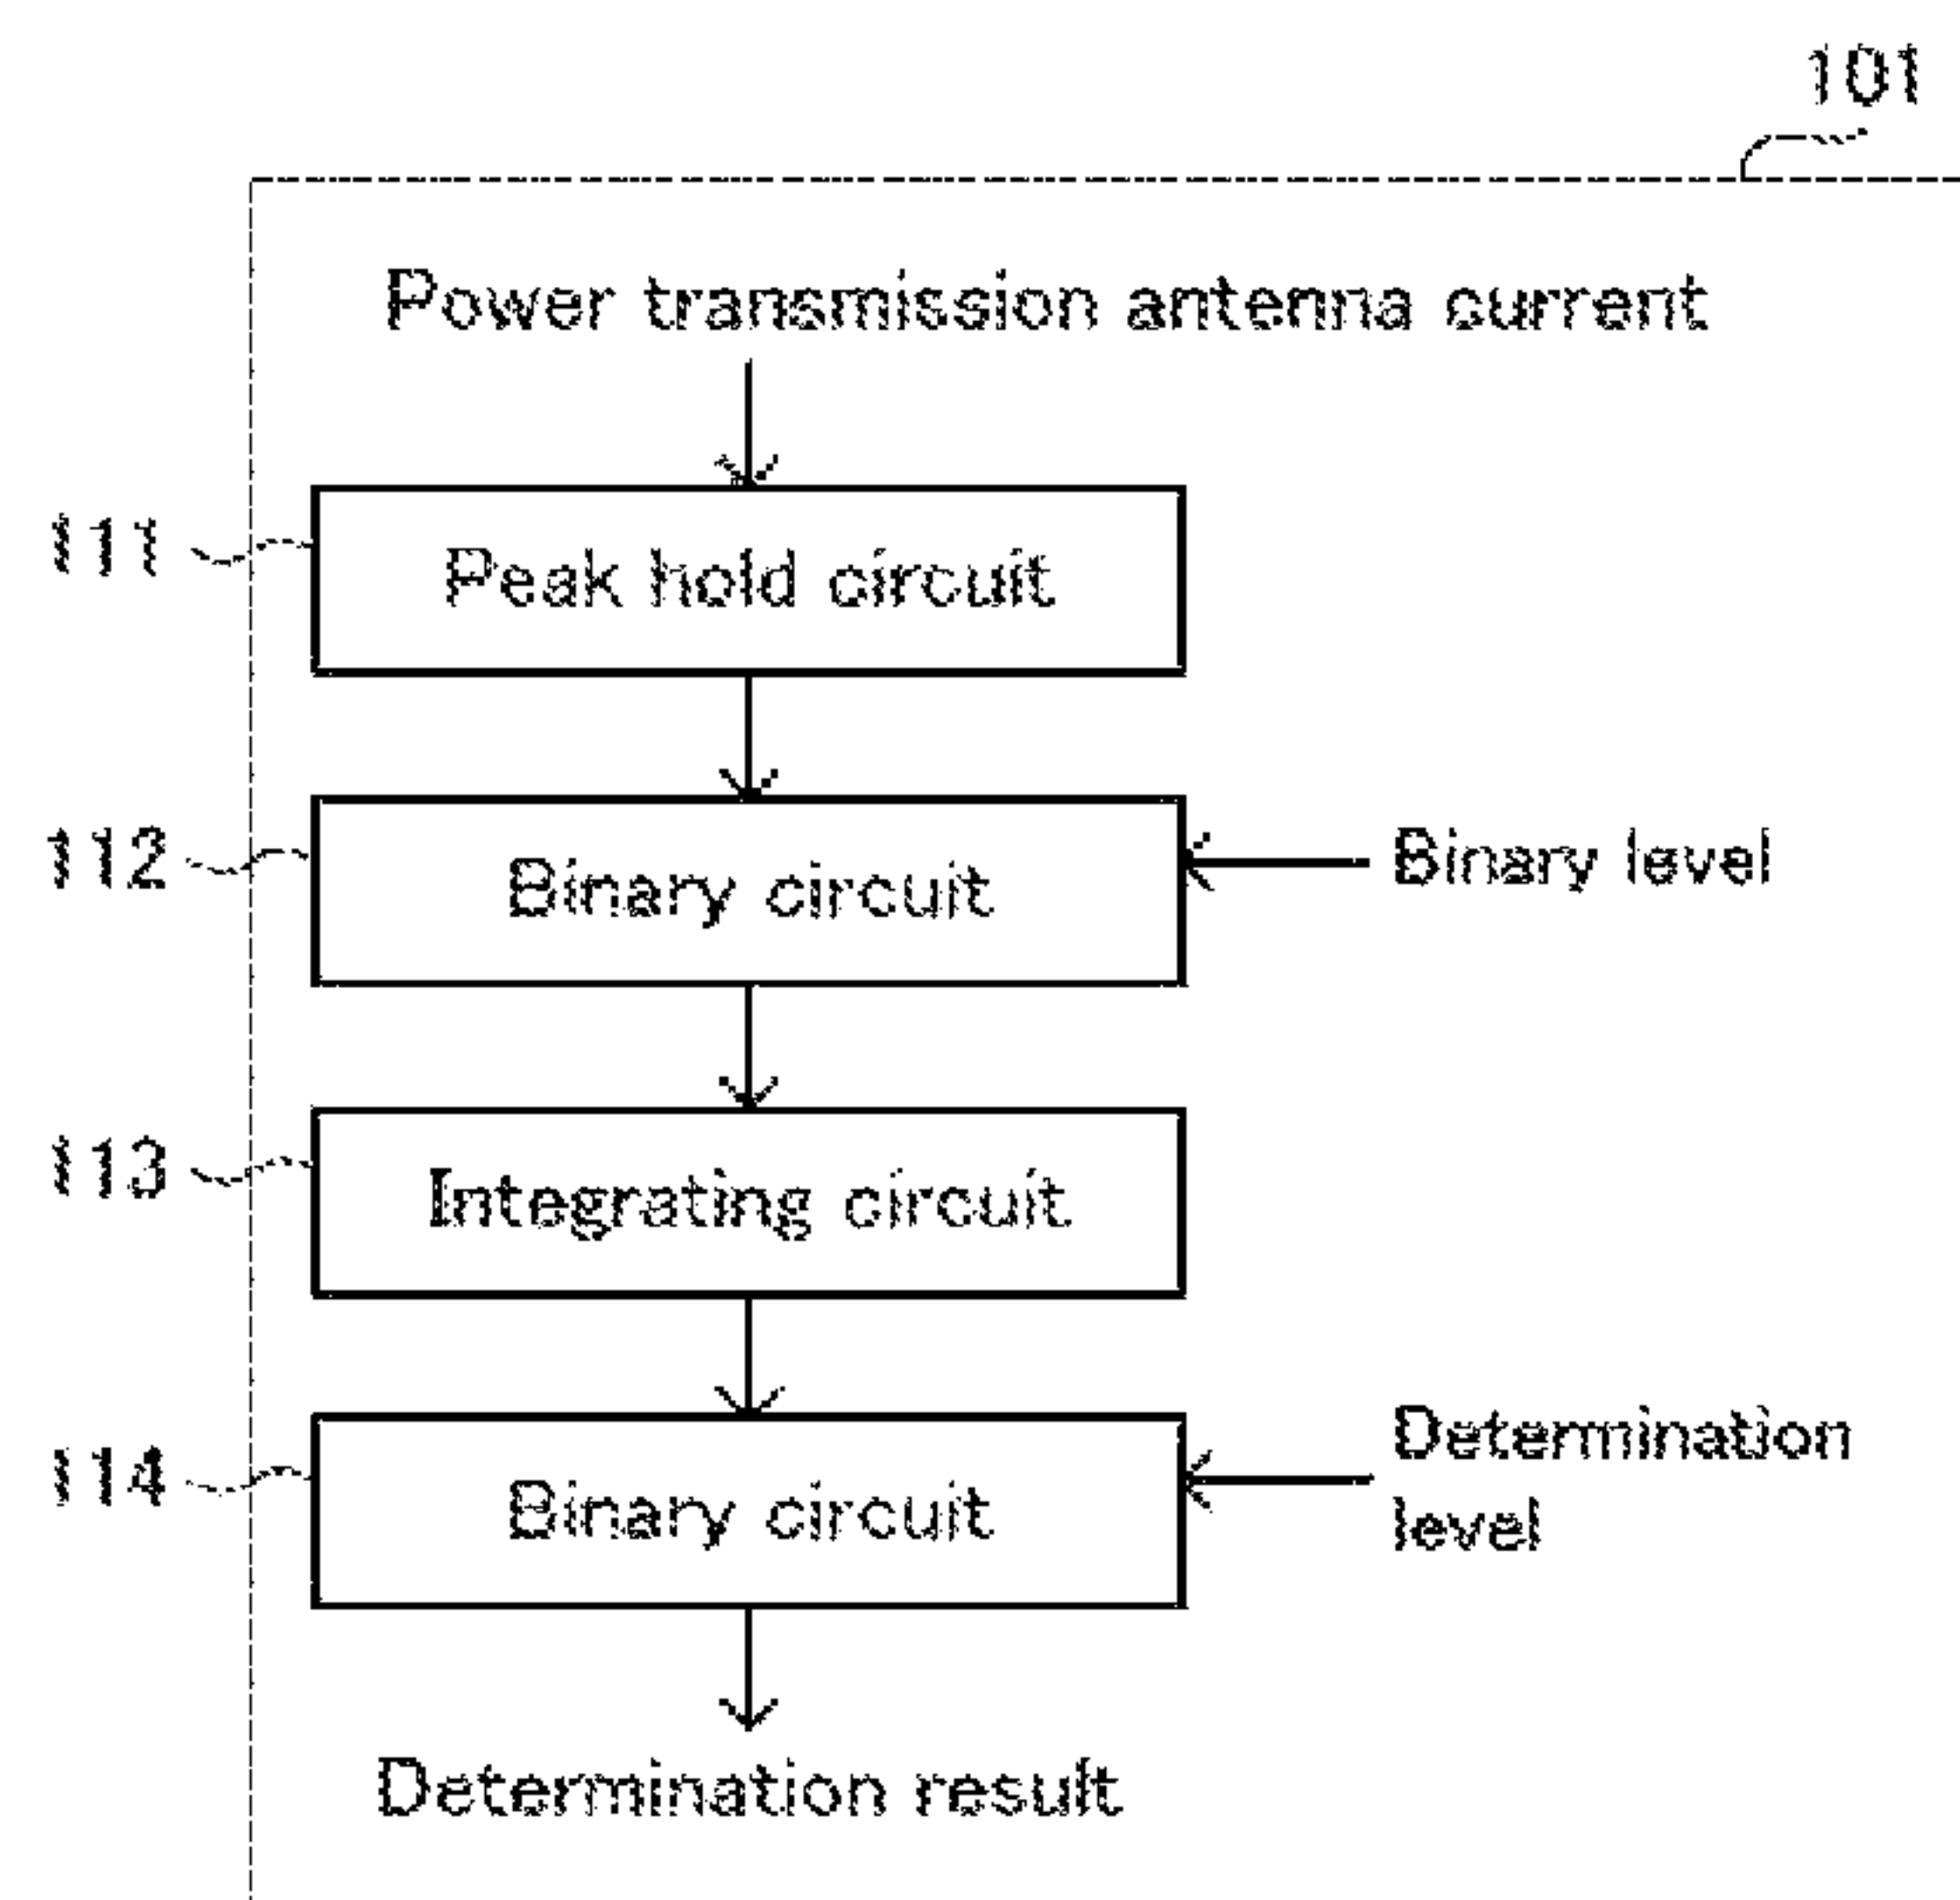 101
Power transmission antenna current
111
Peak hold circuit
112
Binary circuit
Binary level
113
Integrating circuit
114
Binary circuit
Determination
level
Determination result